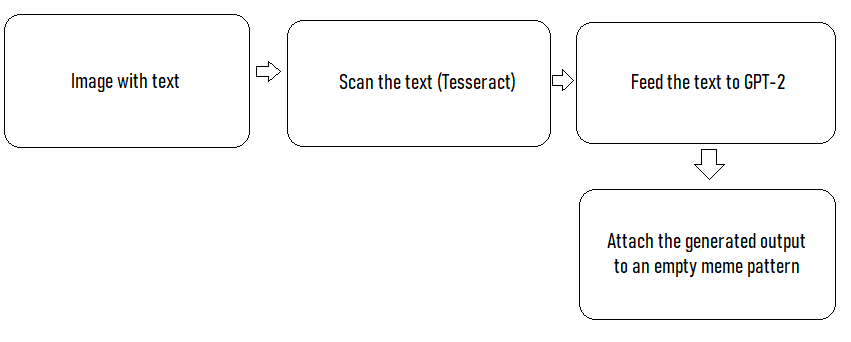 Image with text
Scan the text (Tesseract)
Feed the text to GPT-2
Attach the generated output
to an empty meme pattern